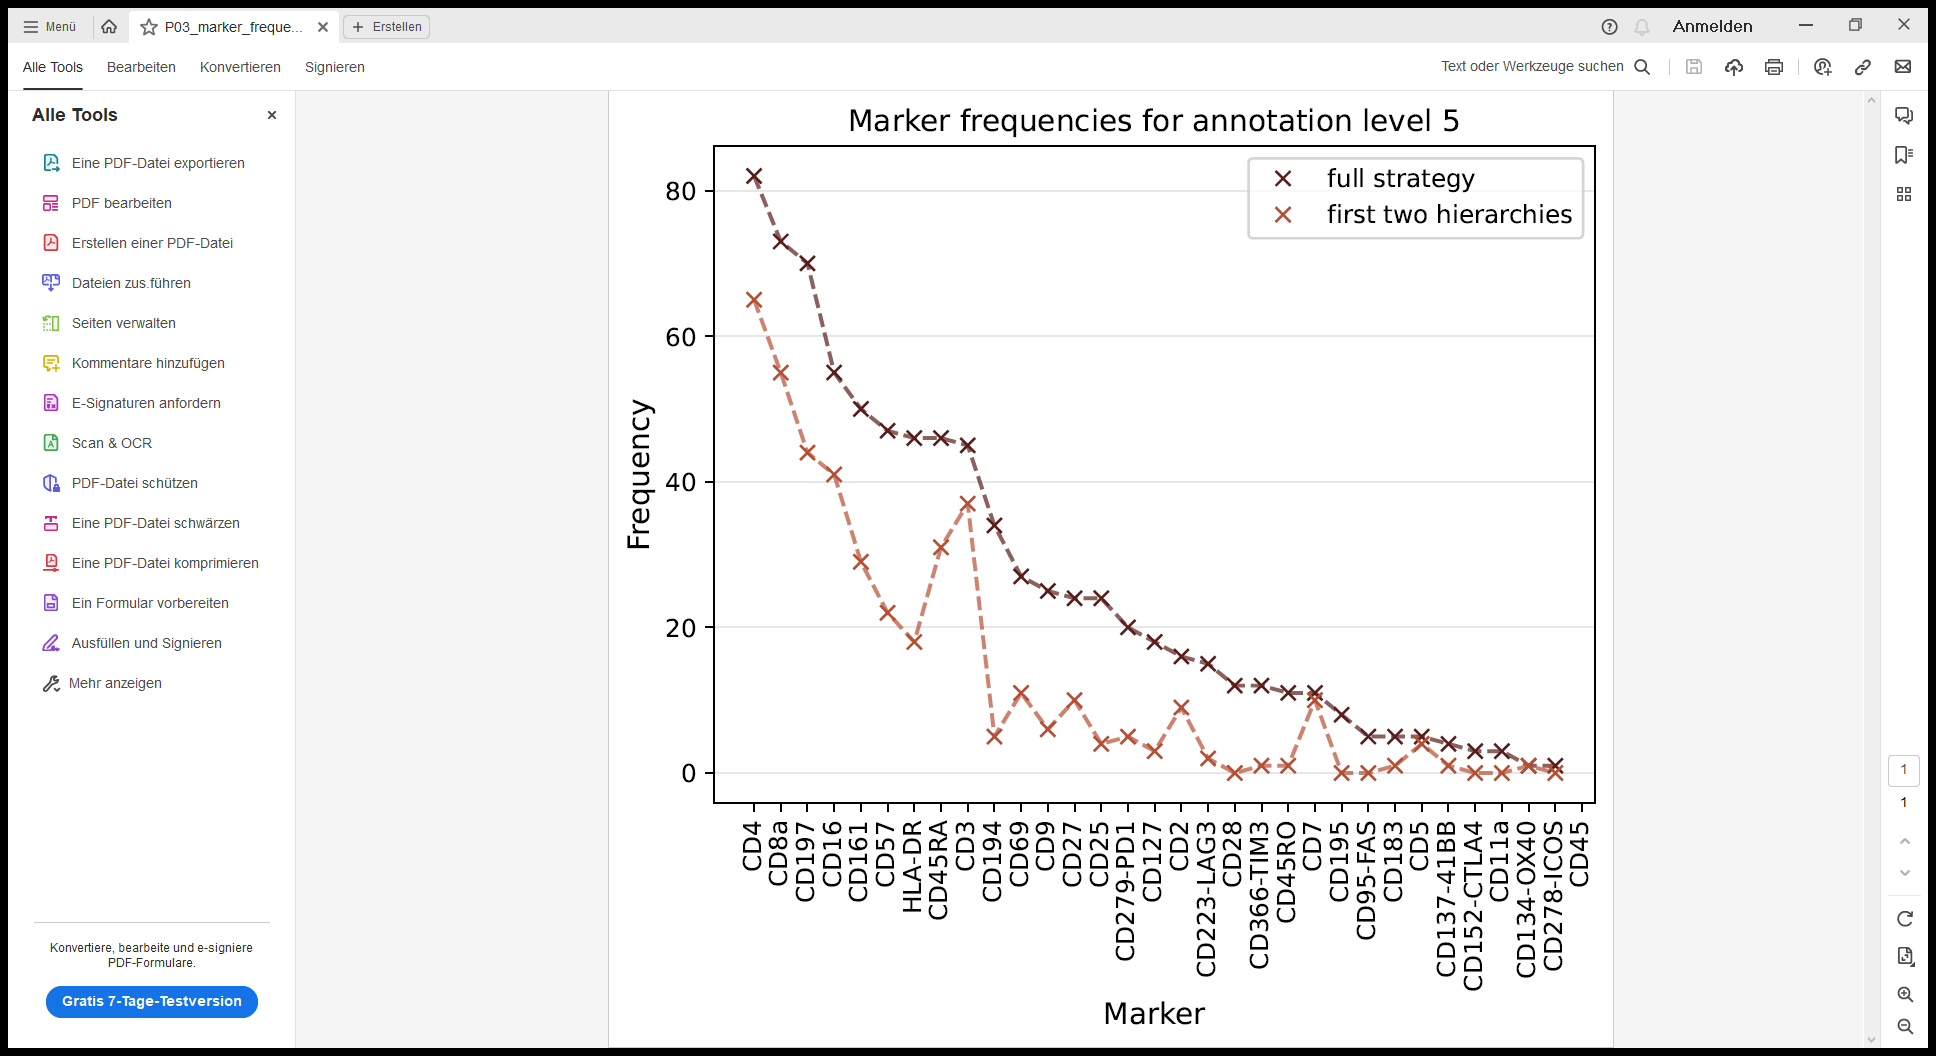 Menü
P03_marker_freque...
Erstellen
Anmelden
Alle Tools
Bearbeiten
Konvertieren
Signieren
Text oder Werkzeuge suchen
Alle Tools
Eine PDF-Datei exportieren
PDF bearbeiten
Erstellen einer PDF-Datei
Dateien zus.führen
Seiten verwalten
Kommentare hinzufügen
E-Signaturen anfordern
Scan & OCR
PDF-Datei schützen
Eine PDF-Datei schwärzen
Eine PDF-Datei komprimieren
Ein Formular vorbereiten
Ausfüllen und Signieren
Mehr anzeigen
Konvertiere, bearbeite und e-signiere
PDF-Formulare.
Gratis 7-Tage-Testversion
Marker frequencies for annotation level 5
full strategy
first two hierarchies
Frequency
80
60
40
20
0
CD4
CD8a
CD197
CD16
CD161
CD57
HLA-DR
CD45RA
CD3
CD194
CD69
CD9
CD27
CD25
CD279-PD1
CD127
CD2
CD223-LAG3
CD28
CD366-TIM3
CD45RO
CD7
CD195
CD95-FAS
CD183
CD5
CD137-41BB
CD152-CTLA4
CD11a
CD134-OX40
CD278-ICOS
CD45
Marker
1
1